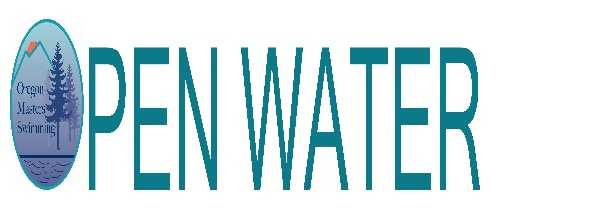 Oregon
Masters
Swimming
PEN WATER